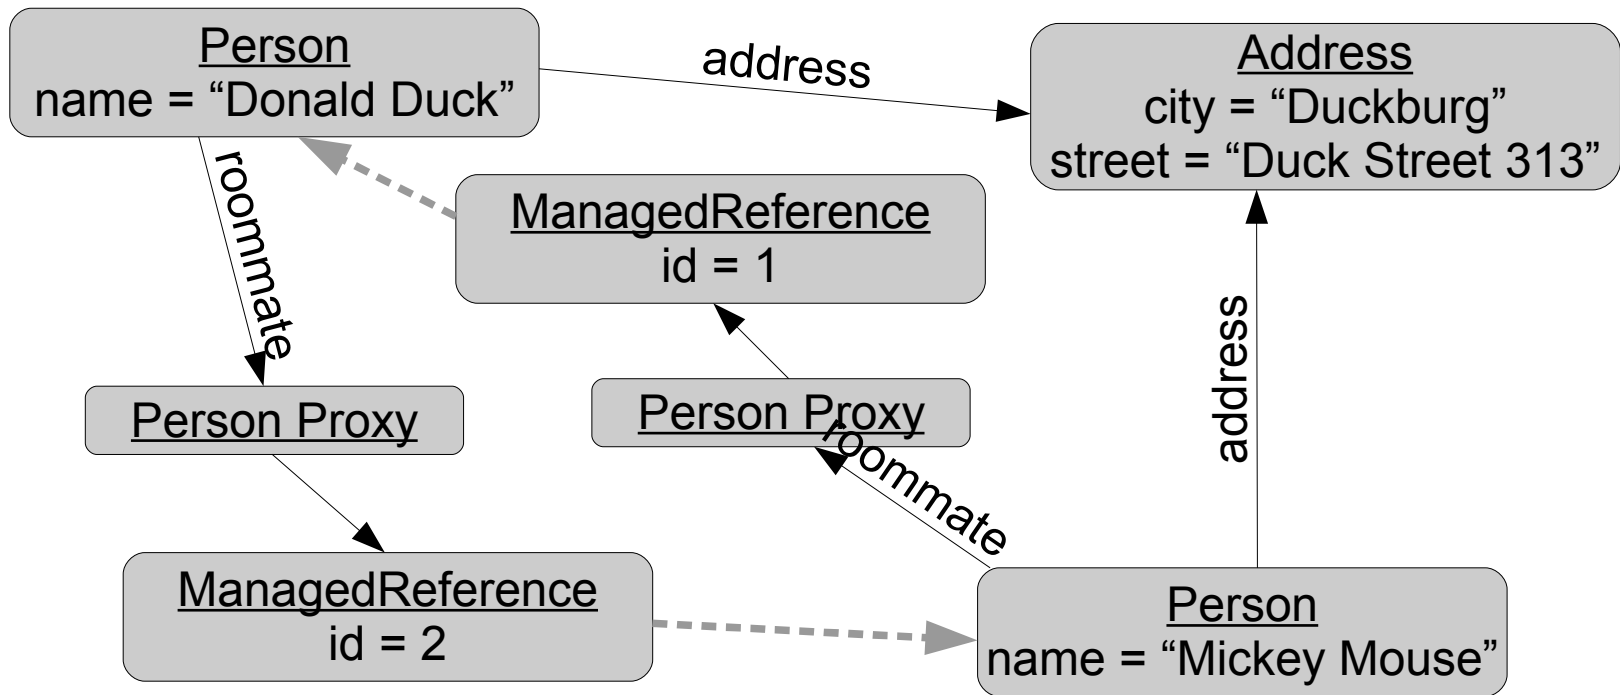 Person
name = “Donald Duck”
address
Address
city = “Duckburg”
street = “Duck Street 313”
roommate
ManagedReference
id = 1
address
Person Proxy
Person Proxy
roommate
ManagedReference
id = 2
Person
name = “Mickey Mouse”